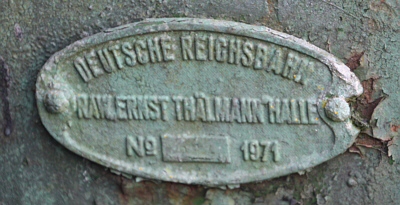 DEUTSCHE REICHSBAHN
RAW „ERNST THÄLMANN" HALLE
No 1971